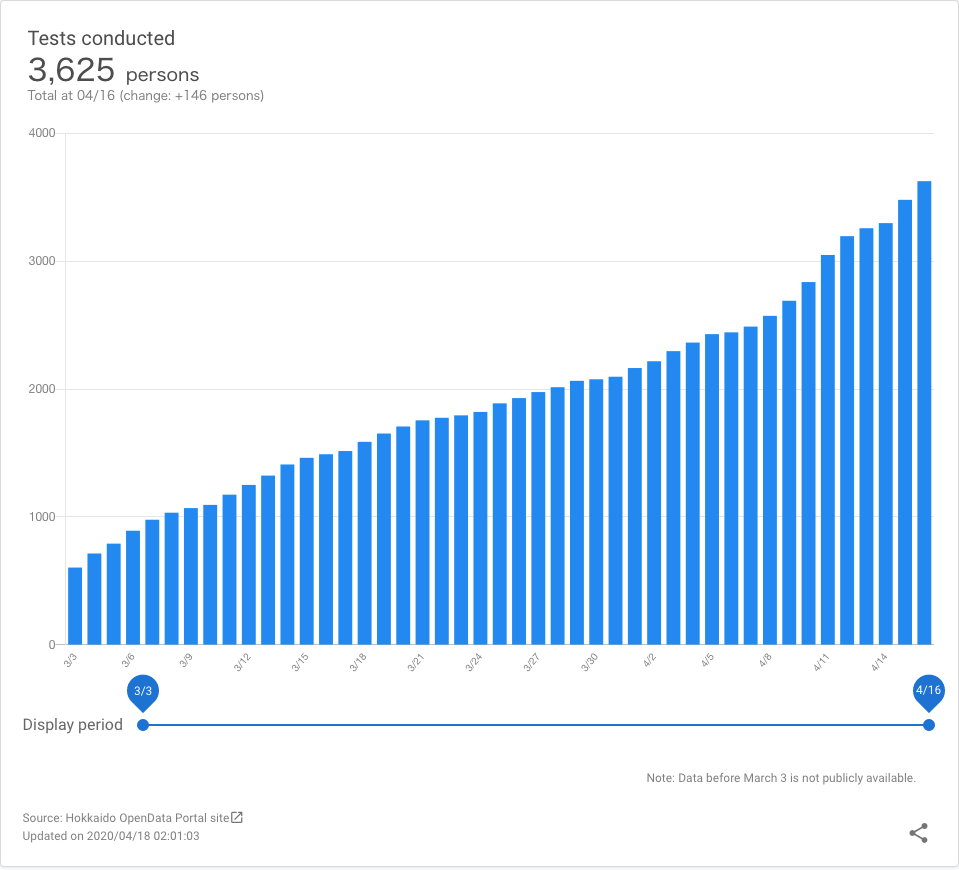 Tests conducted
3,625 persons
Total at 04/16 (change: +146 persons)
4000
3000
2000
1000
0
3/3 3/6 3/9 3/12 3/15 3/18 3/21 3/24 3/27 3/30 4/2 4/5 4/8 4/11 4/14
3/3 4/16
Display period
Note: Data before March 3 is not publicly available.
Source: Hokkaido OpenData Portal site
Updated on 2020/04/18 02:01:03